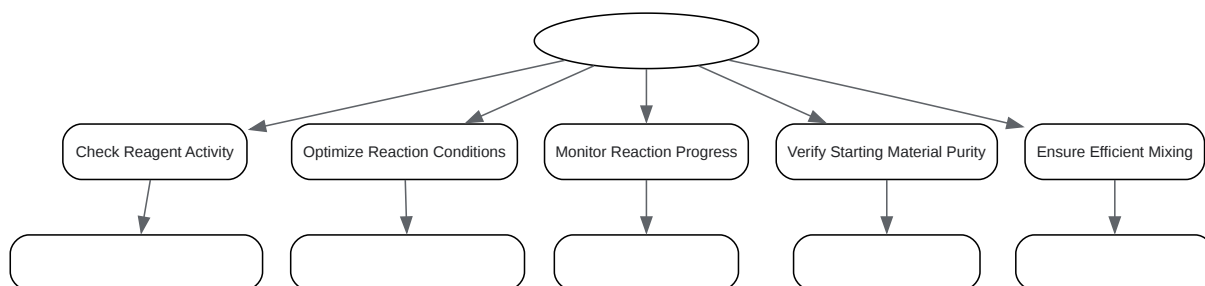 Check Reagent Activity
Optimize Reaction Conditions
Monitor Reaction Progress
Verify Starting Material Purity
Ensure Efficient Mixing